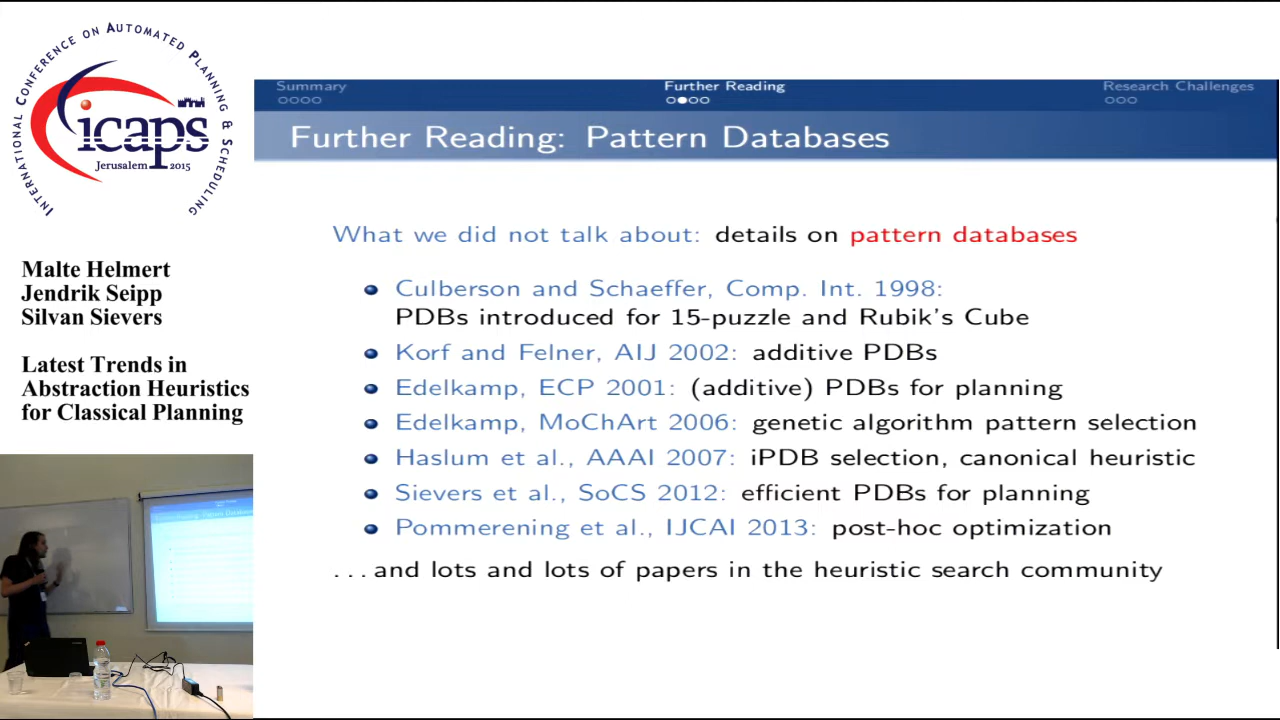 INTERNATIONAL CONFERENCE ON AUTOMATED PLANNING & SCHEDULING
icaps
Jerusalem 2015
Malte Helmert
Jendrik Seipp
Silvan Sievers
Latest Trends in
Abstraction Heuristics
for Classical Planning
Summary
Further Reading
Research Challenges
Further Reading: Pattern Databases
What we did not talk about: details on pattern databases
Culberson and Schaeffer, Comp. Int. 1998:
PDBs introduced for 15-puzzle and Rubik's Cube
Korf and Felner, AIJ 2002: additive PDBs
Edelkamp, ECP 2001: (additive) PDBs for planning
Edelkamp, MoChArt 2006: genetic algorithm pattern selection
Haslum et al., AAAI 2007: iPDB selection, canonical heuristic
Sievers et al., SoCS 2012: efficient PDBs for planning
Pommerening et al., IJCAI 2013: post-hoc optimization
...and lots and lots of papers in the heuristic search community